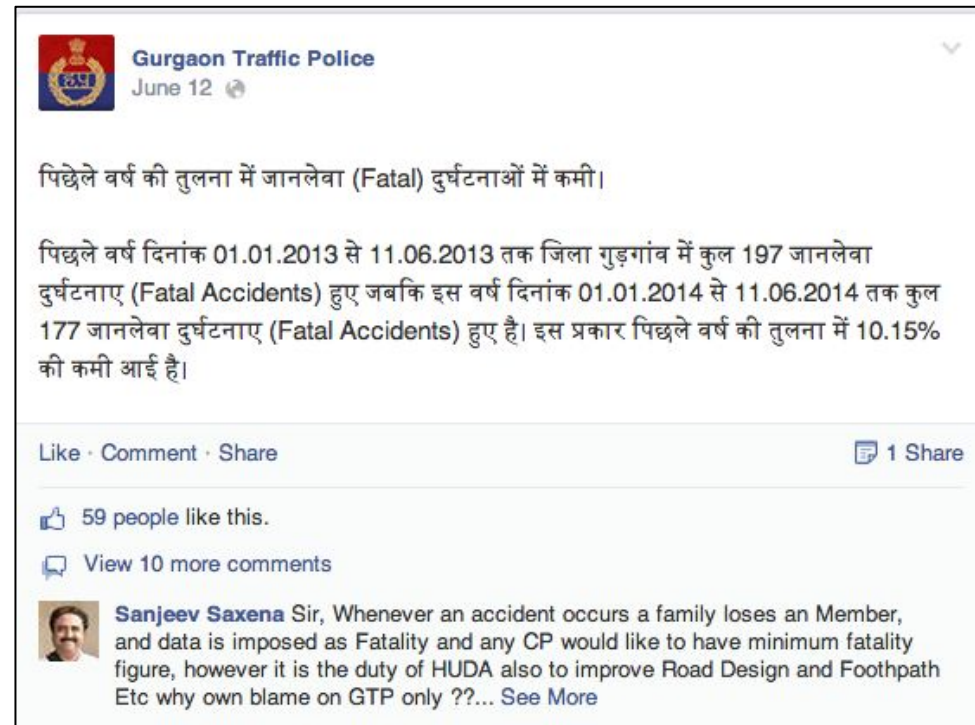 Gurgaon Traffic Police
June 12
पिछेले वर्ष की तुलना में जानलेवा (Fatal) दुर्घटनाओं में कमी।
पिछले वर्ष दिनांक 01.01.2013 से 11.06.2013 तक जिला गुड़गांव में कुल 197 जानलेवा
दुर्घटनाए (Fatal Accidents) हुए जबकि इस वर्ष दिनांक 01.01.2014 से 11.06.2014 तक कुल
177 जानलेवा दुर्घटनाए (Fatal Accidents) हुए है। इस प्रकार पिछले वर्ष की तुलना में 10.15%
की कमी आई है।
Like · Comment · Share 1 Share
59 people like this.
View 10 more comments
Sanjeev Saxena Sir, Whenever an accident occurs a family loses an Member,
and data is imposed as Fatality and any CP would like to have minimum fatality
figure, however it is the duty of HUDA also to improve Road Design and Foothpath
Etc why own blame on GTP only ??... See More